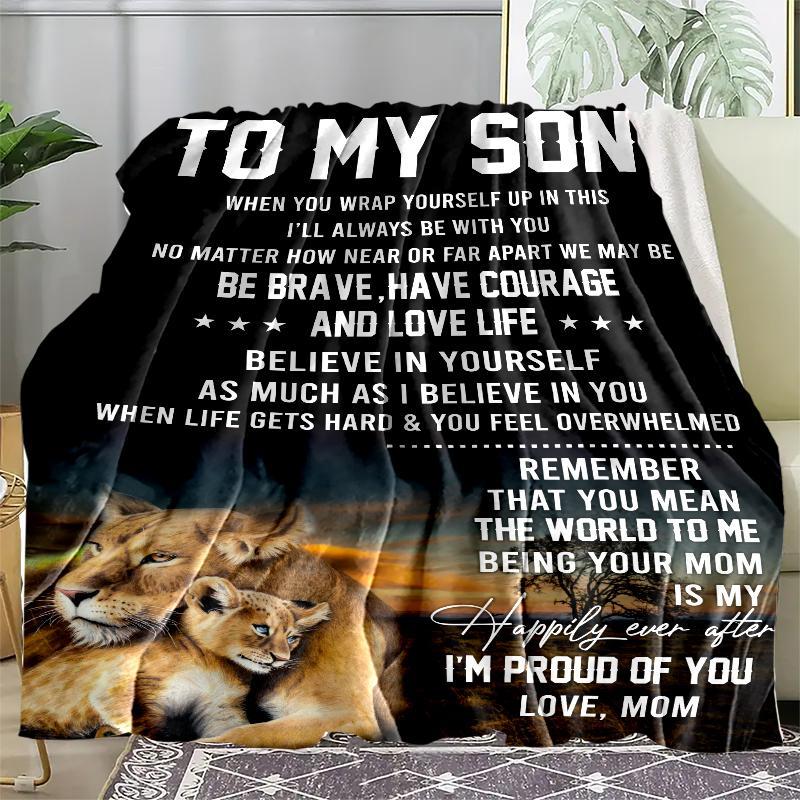 TO MY SON
WHEN YOU WRAP YOURSELF UP IN THIS
I'LL ALWAYS BE WITH YOU
NO MATTER HOW NEAR OR FAR APART WE MAY BE
BE BRAVE,HAVE COURAGE
AND LOVE LIFE
BELIEVE IN YOURSELF
AS MUCH AS I BELIEVE IN YOU
WHEN LIFE GETS HARD & YOU FEEL OVERWHELMED
REMEMBER
THAT YOU MEAN
THE WORLD TO ME
BEING YOUR MOM
IS MY
Happily ever after
I'M PROUD OF YOU
LOVE, MOM